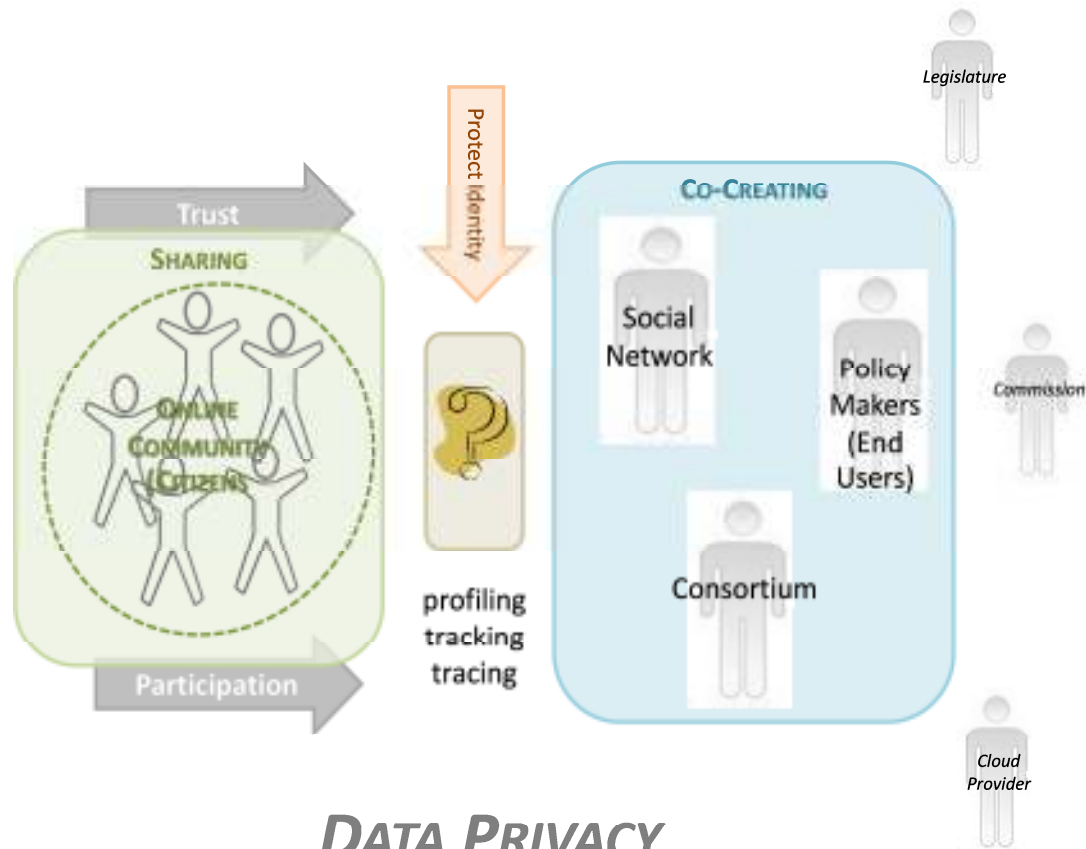 Legislature
Protect Identity
Trust
CO-CREATING
SHARING
Social
Network
Policy
Makers
(End
Users)
Commission
ONLINE
COMMUNITY
(CITIZENS
?
Consortium
profiling
tracking
tracing
Participation
Cloud
Provider
DATA PRIVACY